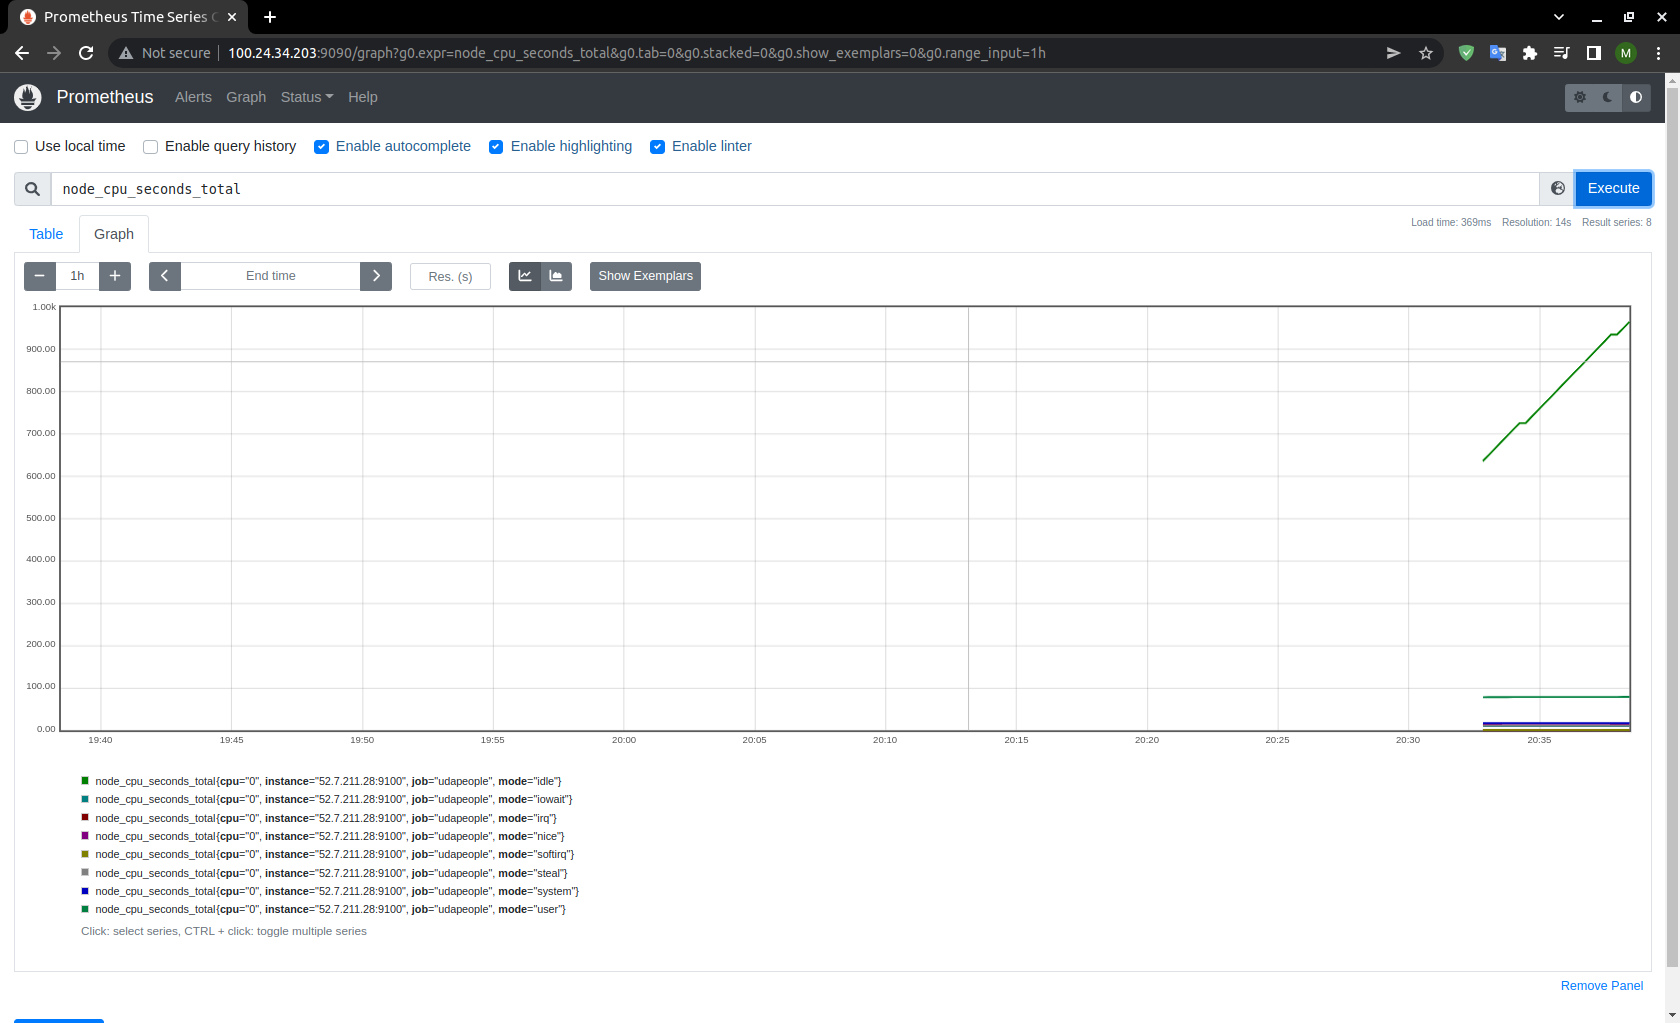 Prometheus Time Series
Not secure 100.24.34.203:9090/graph?g0.expr=node_cpu_seconds_total&g0.tab=0&g0.stacked=0&g0.show_exemplars=0&g0.range_input=1h
M
Prometheus Alerts Graph Status Help
Use local time Enable query history Enable autocomplete Enable highlighting Enable linter
node_cpu_seconds_total Execute
Load time: 369ms Resolution: 14s Result series: 8
Table Graph
1h End time Res. (s) Show Exemplars
1.00k
900.00
800.00
700.00
600.00
500.00
400.00
300.00
200.00
100.00
0.00
19:40 19:45 19:50 19:55 20:00 20:05 20:10 20:15 20:20 20:25 20:30 20:35
node_cpu_seconds_total{cpu="0", instance="52.7.211.28:9100", job="udapeople", mode="idle"}
node_cpu_seconds_total{cpu="0", instance="52.7.211.28:9100", job="udapeople", mode="iowait"}
node_cpu_seconds_total{cpu="0", instance="52.7.211.28:9100", job="udapeople", mode="irq"}
node_cpu_seconds_total{cpu="0", instance="52.7.211.28:9100", job="udapeople", mode="nice"}
node_cpu_seconds_total{cpu="0", instance="52.7.211.28:9100", job="udapeople", mode="softirq"}
node_cpu_seconds_total{cpu="0", instance="52.7.211.28:9100", job="udapeople", mode="steal"}
node_cpu_seconds_total{cpu="0", instance="52.7.211.28:9100", job="udapeople", mode="system"}
node_cpu_seconds_total{cpu="0", instance="52.7.211.28:9100", job="udapeople", mode="user"}
Click: select series, CTRL + click: toggle multiple series
Remove Panel